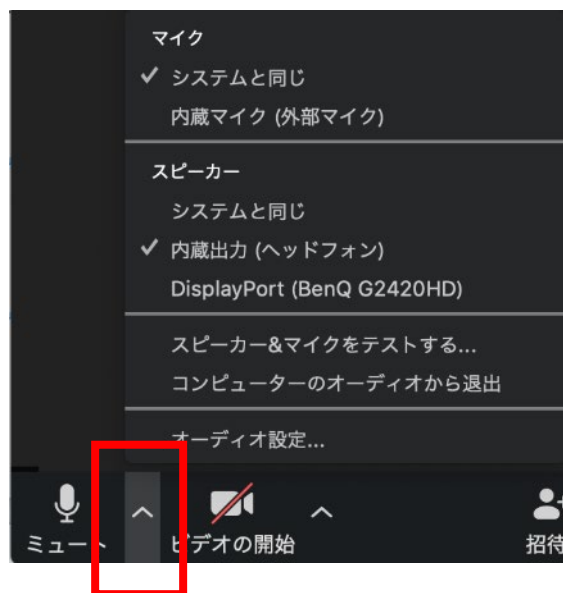 マイク
システムと同じ
内蔵マイク (外部マイク)
スピーカー
システムと同じ
内蔵出力 (ヘッドフォン)
DisplayPort (BenQ G2420HD)
スピーカー&マイクをテストする...
コンピューターのオーディオから退出
オーディオ設定...
ミュート ビデオの開始 招待